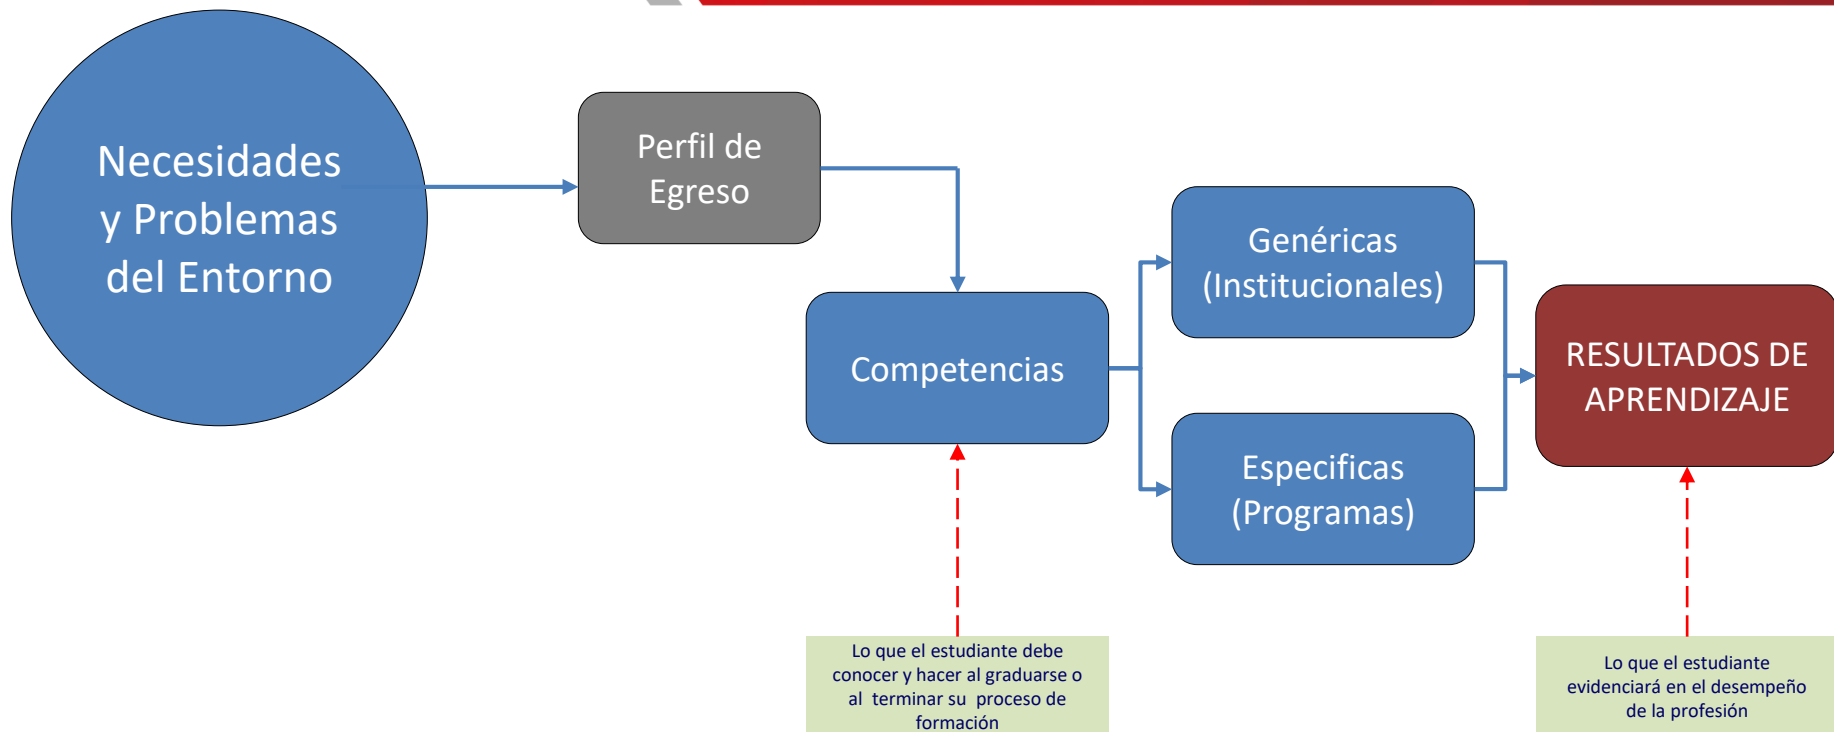 Necesidades
y Problemas
del Entorno
Perfil de
Egreso
Competencias
Genéricas
(Institucionales)
Especificas
(Programas)
RESULTADOS DE
APRENDIZAJE
Lo que el estudiante debe
conocer y hacer al graduarse o
al terminar su proceso de
formación
Lo que el estudiante
evidenciará en el desempeño
de la profesión